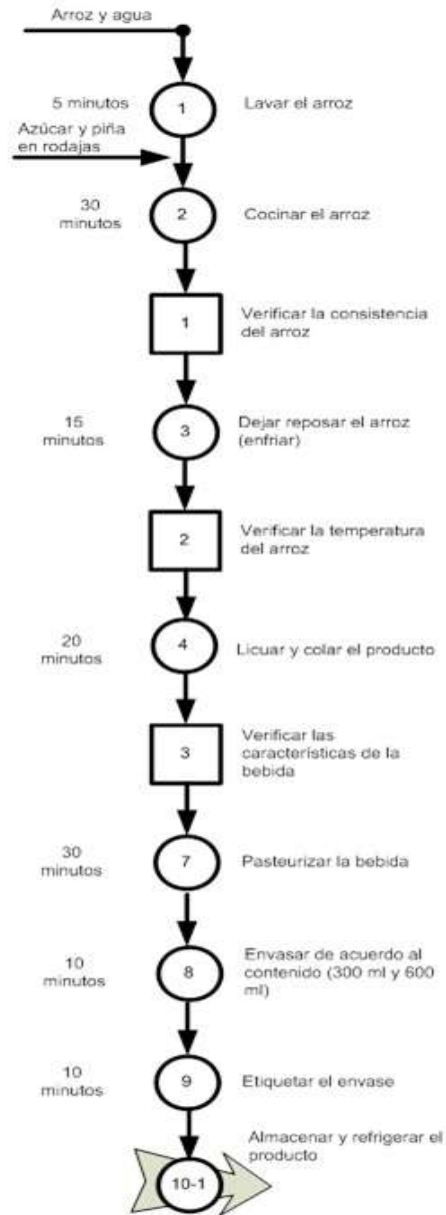 Arroz y agua
5 minutos
1
Lavar el arroz
Azúcar y piña
en rodajas
30
minutos
2
Cocinar el arroz
1
Verificar la consistencia
del arroz
15
minutos
3
Dejar reposar el arroz
(enfriar)
2
Verificar la temperatura
del arroz
20
minutos
4
Licuar y colar el producto
3
Verificar las
características de la
bebida
30
minutos
7
Pasteurizar la bebida
10
minutos
8
Envasar de acuerdo al
contenido (300 ml y 600
ml)
10
minutos
9
Etiquetar el envase
Almacenar y refrigerar el
producto
10-1